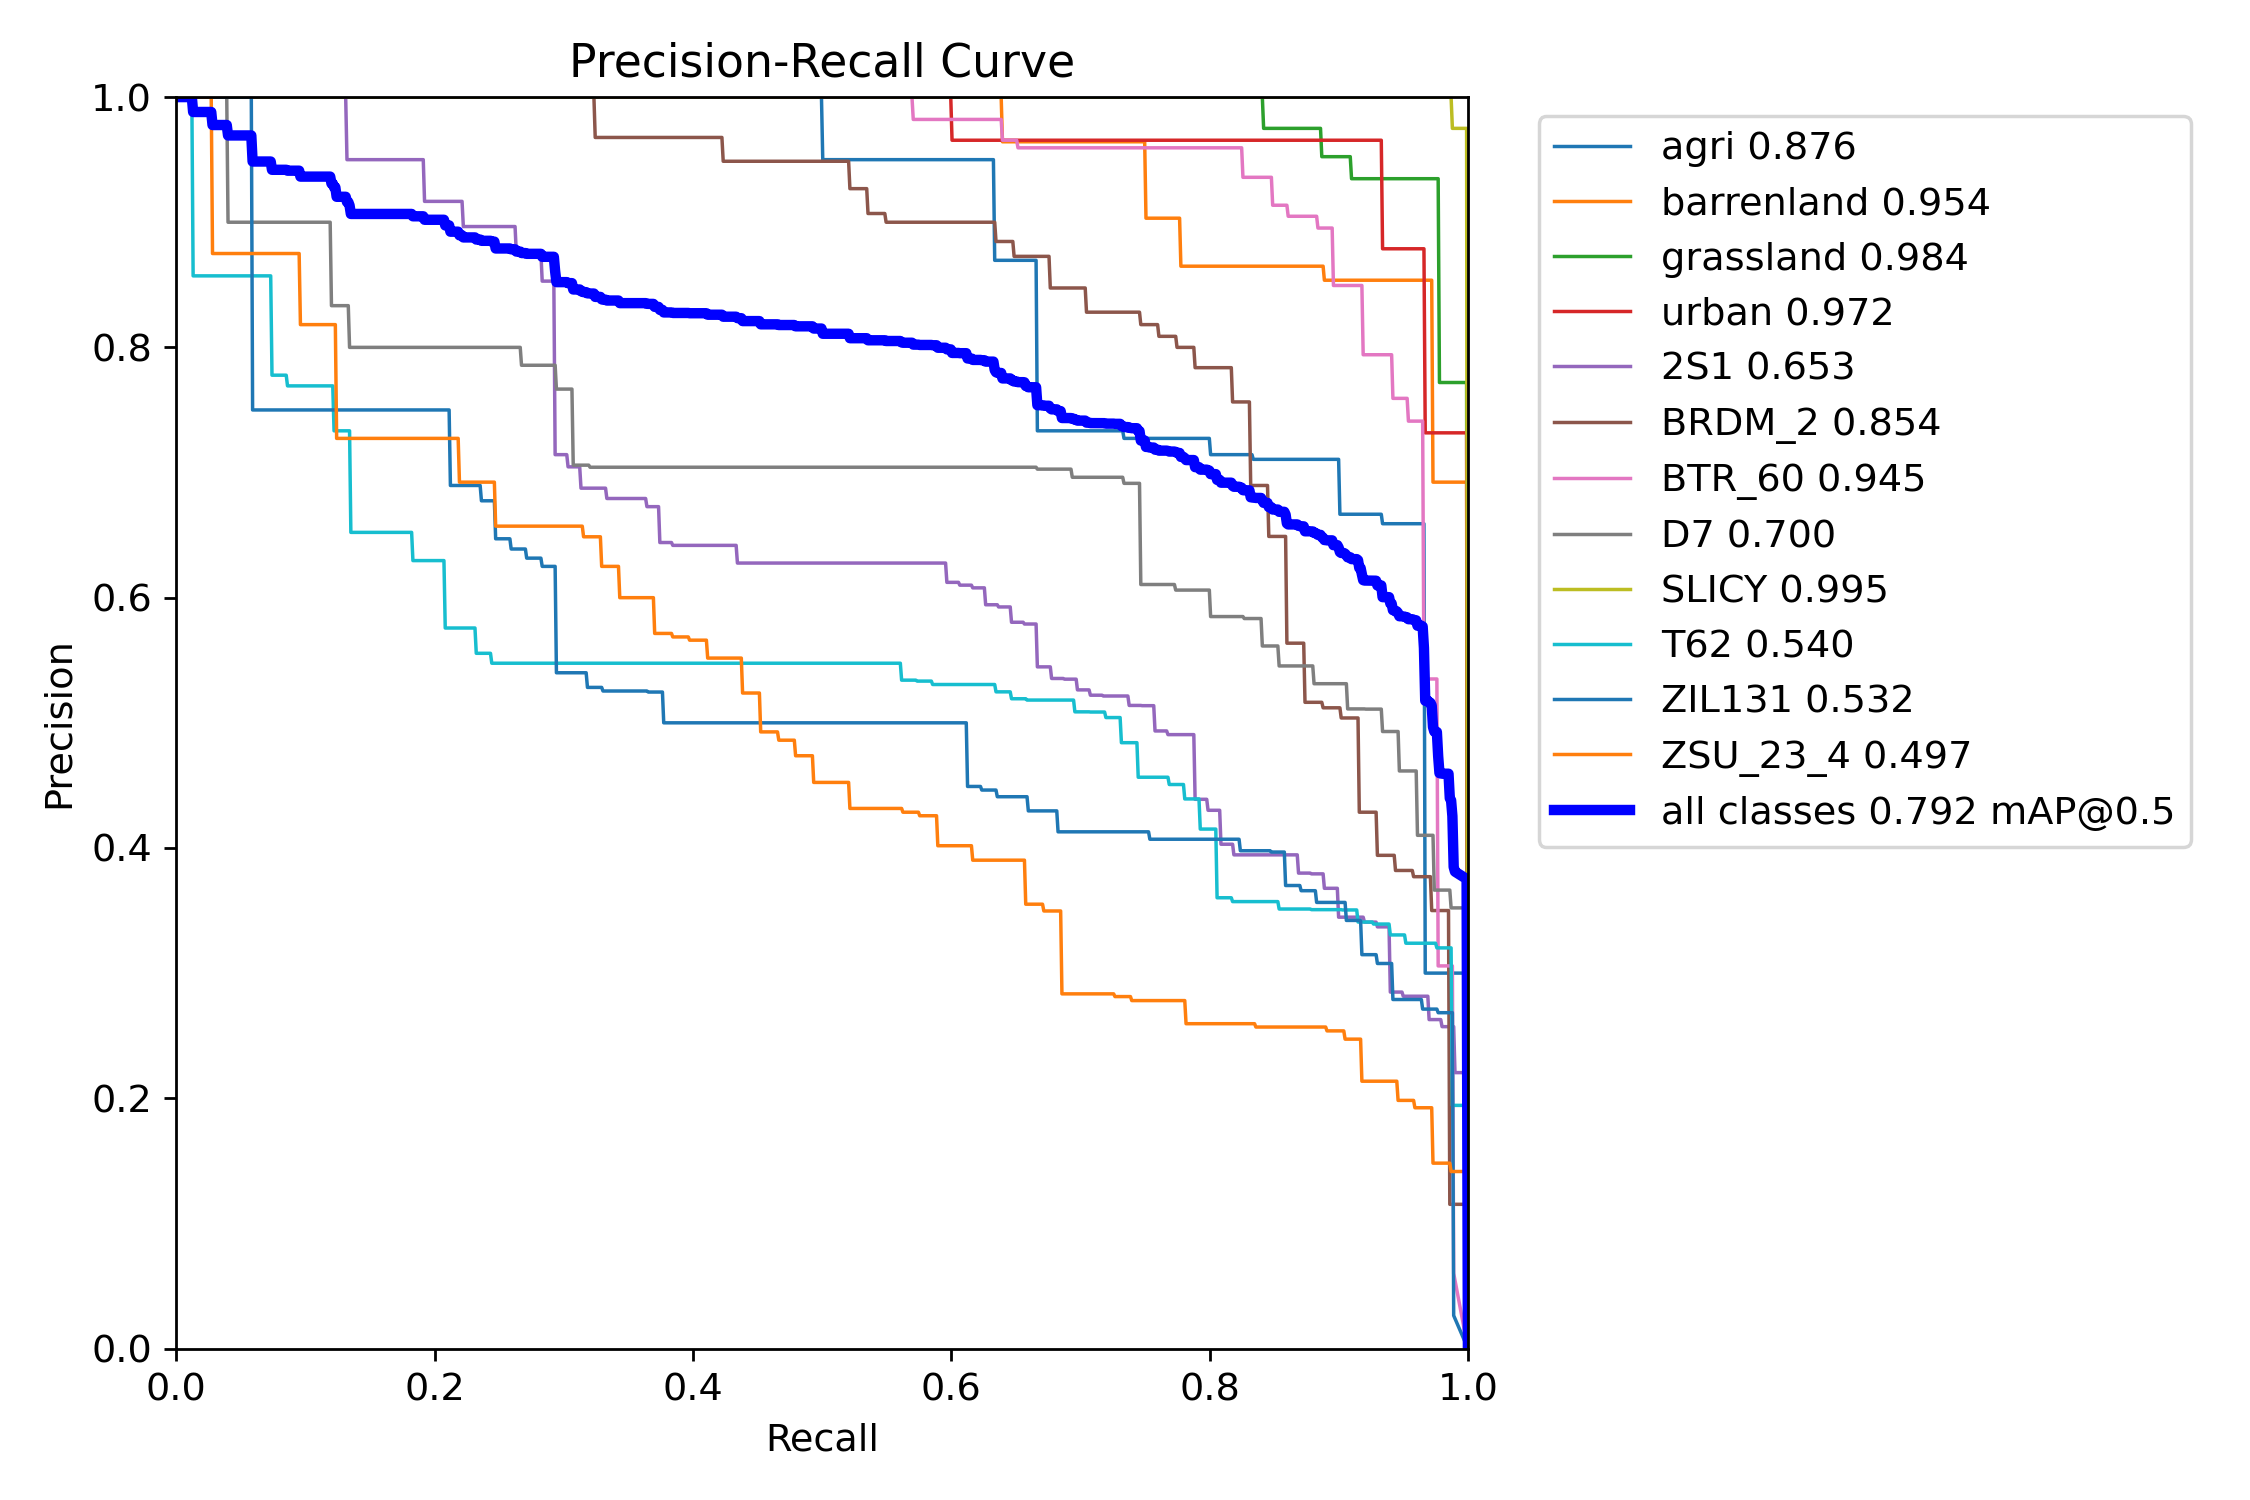 Precision-Recall Curve
1.0
0.8
0.6
0.4
0.2
0.0
0.0 0.2 0.4 0.6 0.8 1.0
Precision
Recall
agri 0.876
barrenland 0.954
grassland 0.984
urban 0.972
2S1 0.653
BRDM_2 0.854
BTR_60 0.945
D7 0.700
SLICY 0.995
T62 0.540
ZIL131 0.532
ZSU_23_4 0.497
all classes 0.792 mAP@0.5